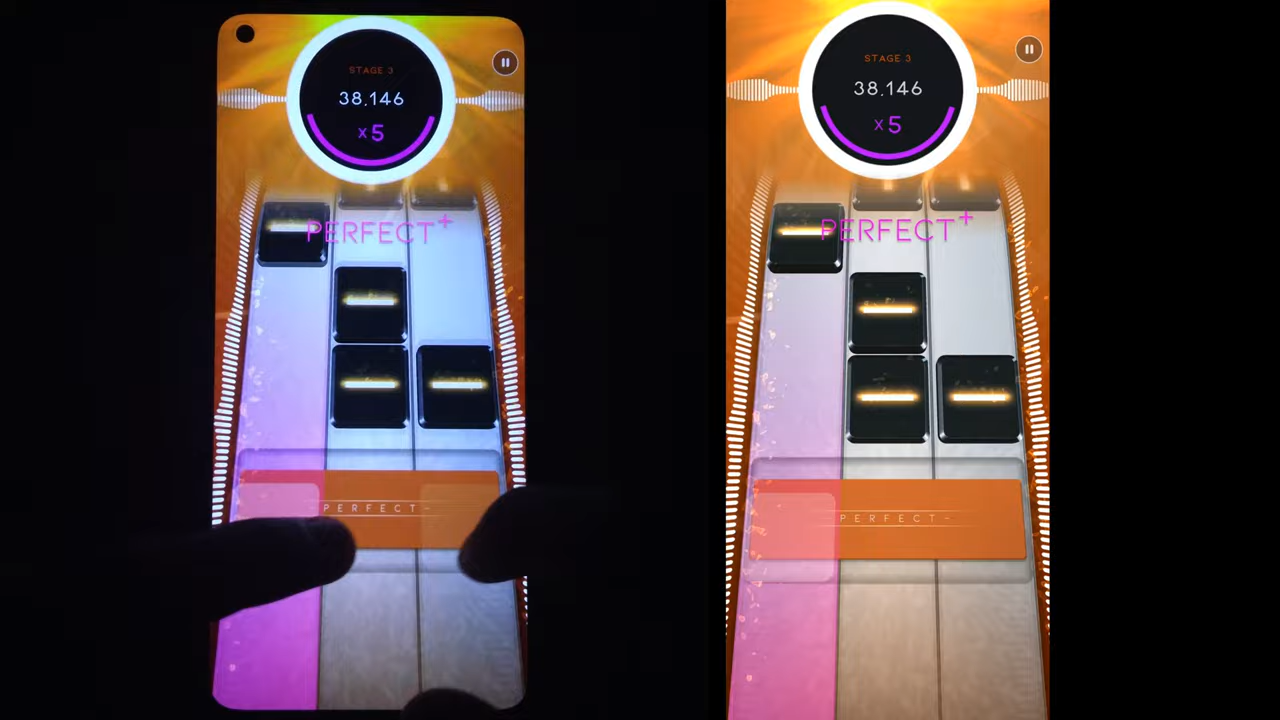 STAGE 3
38.146
x5
PERFECT+
PERFECT-
STAGE 3
38.146
x5
PERFECT+
PERFECT-